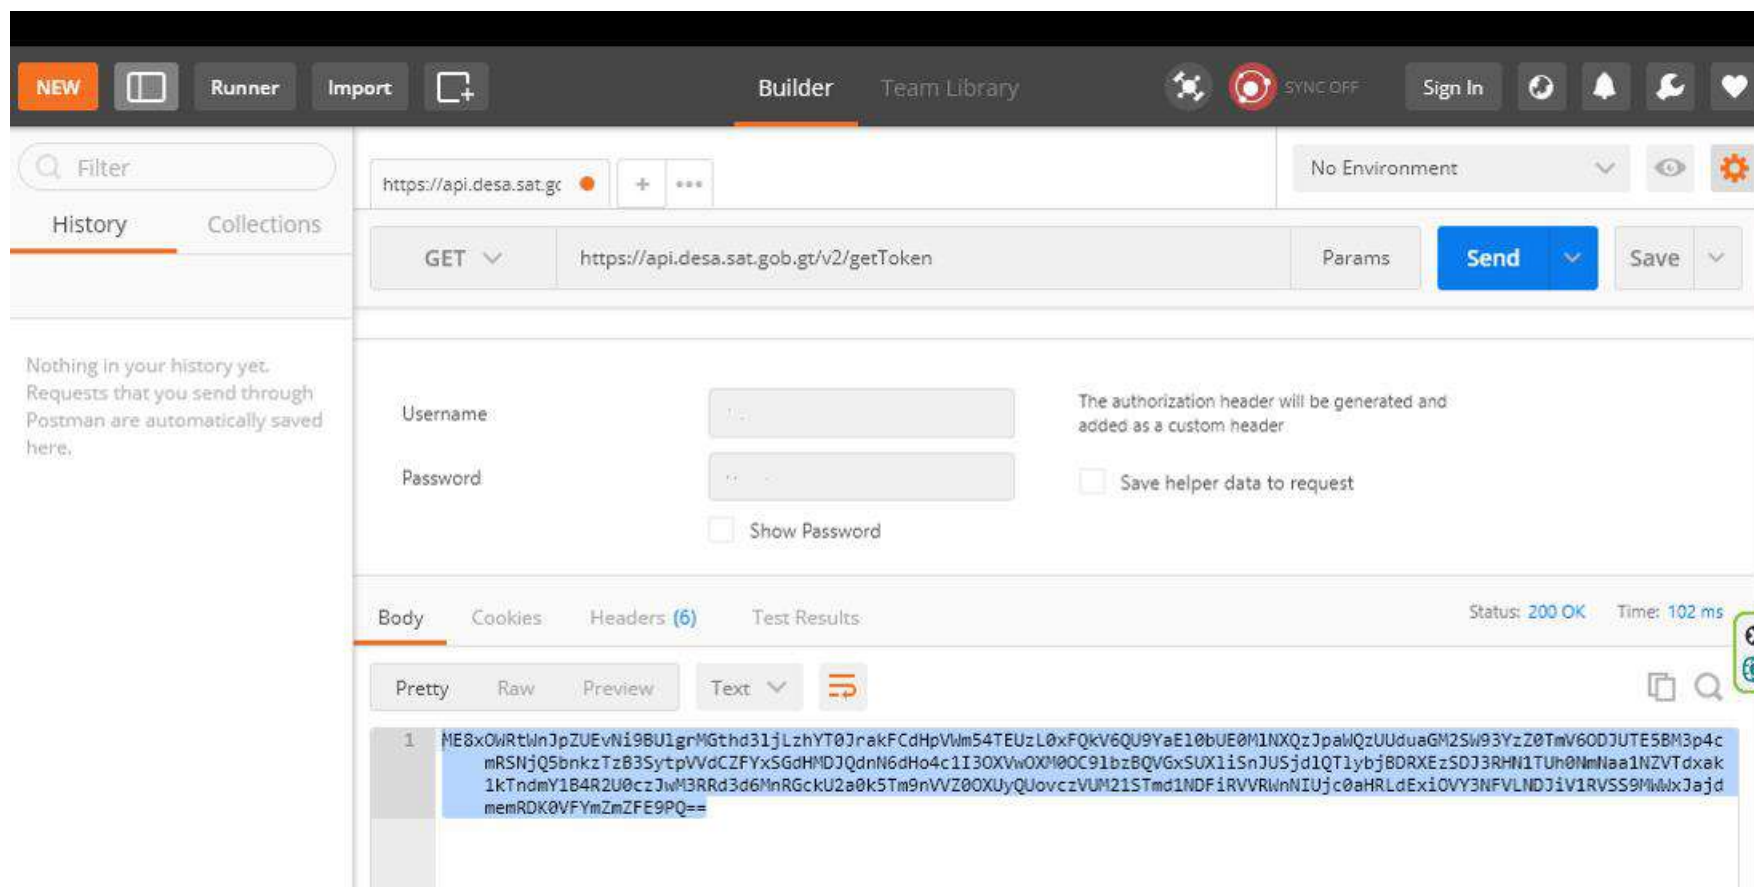 NEW Runner Import Builder Team Library SYNC OFF Sign In
Filter
https://api.desa.sat.gc + ••• No Environment
History Collections
GET https://api.desa.sat.gob.gt/v2/getToken Params Send Save
Nothing in your history yet.
Requests that you send through
Postman are automatically saved
here.
Username
The authorization header will be generated and
added as a custom header
Password
Save helper data to request
Show Password
Body Cookies Headers (6) Test Results Status: 200 OK Time: 102 ms
Pretty Raw Preview Text
1
memRDK0VFYmZmZFE9PQ==